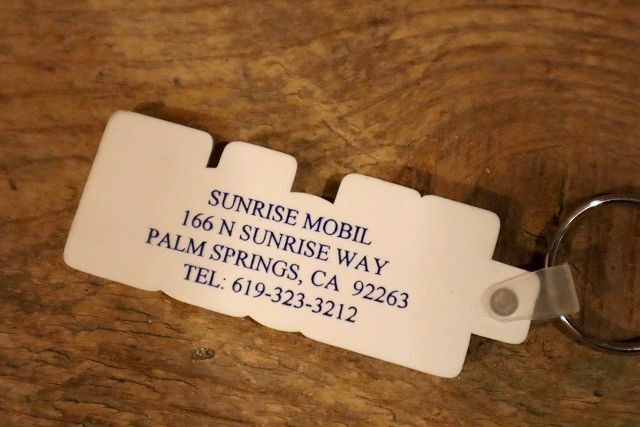 SUNRISE MOBIL
166 N SUNRISE WAY
PALM SPRINGS, CA 92263
TEL: 619-323-3212